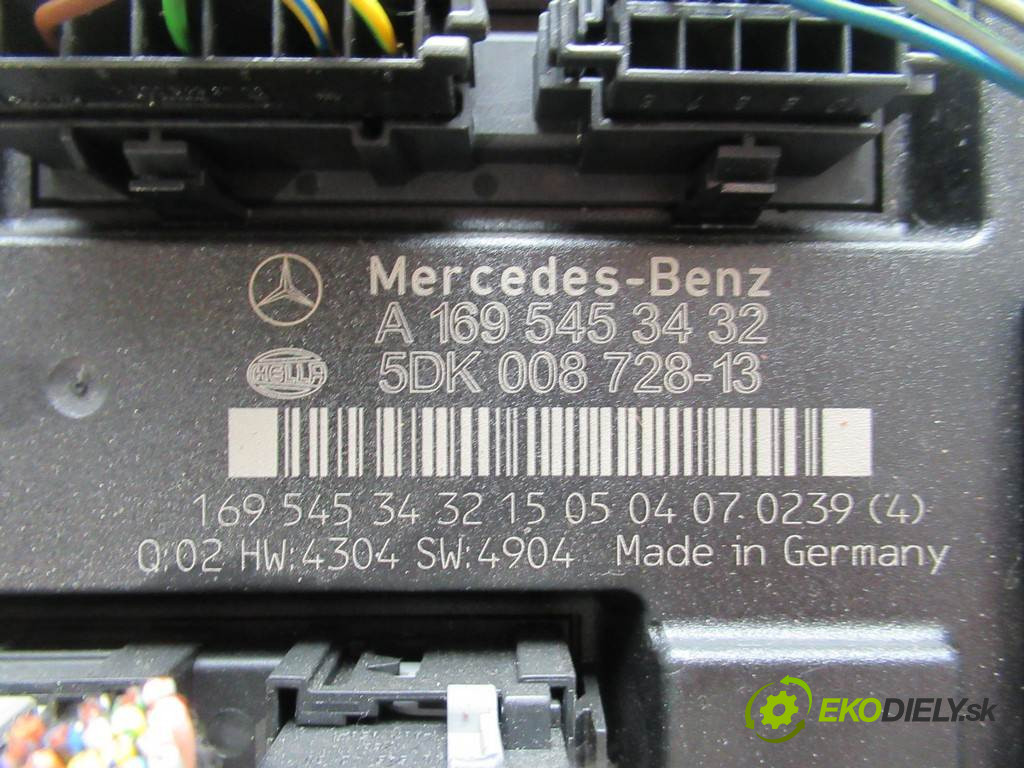 Mercedes-Benz
A 169 545 34 32
HELLA
5DK 008 728-13
169 545 34 32 15 05 04 07 0239 (4)
Q:02 HW:4304 SW:4904 Made in Germany
EKODIELY.sk